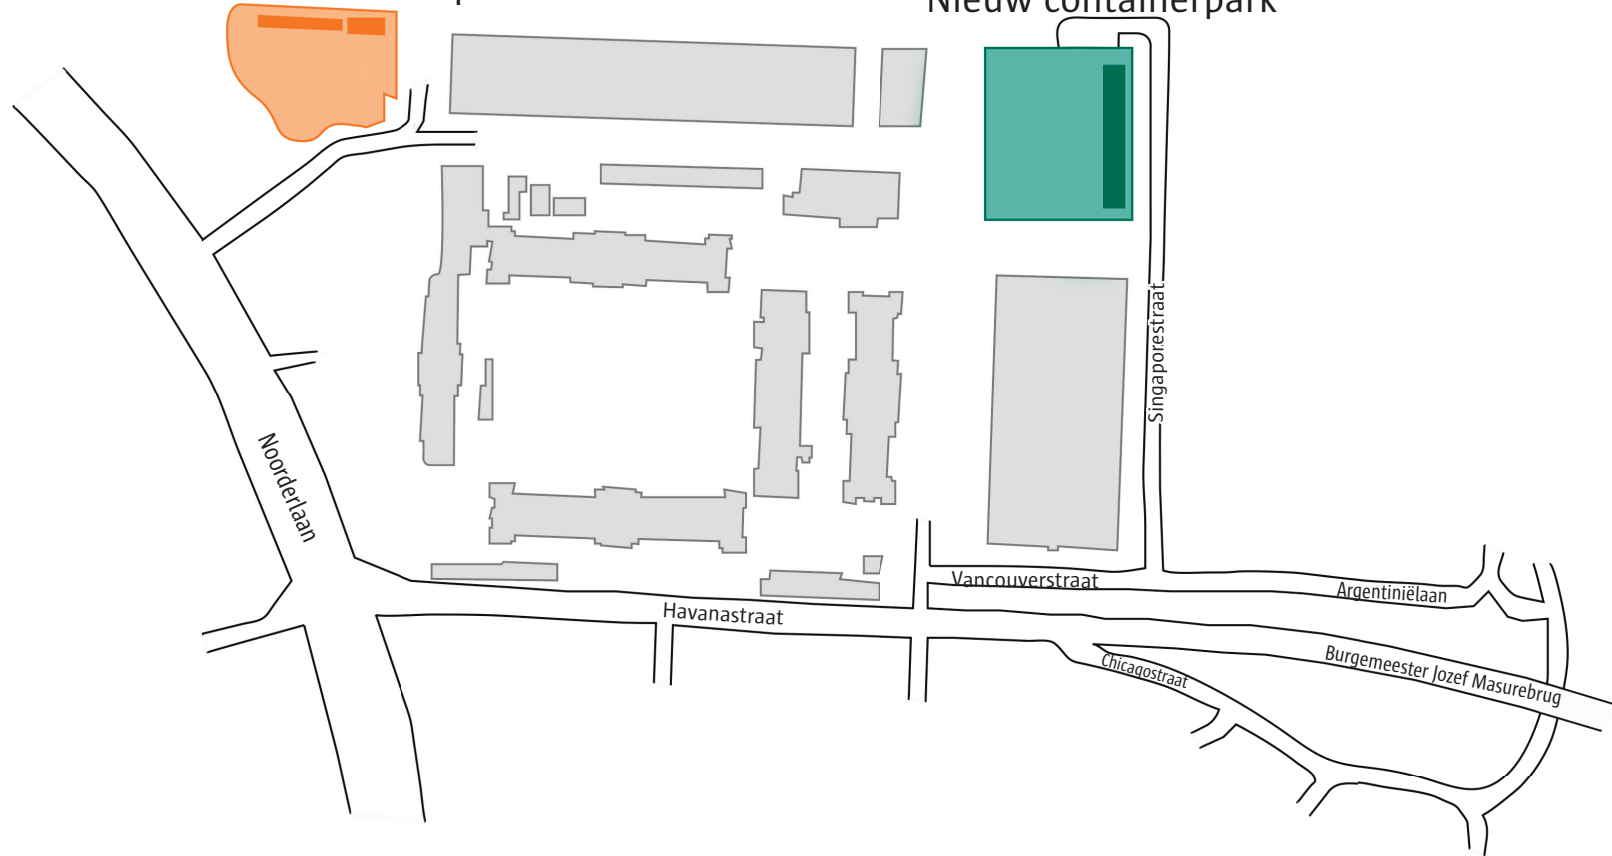 Nieuw containerpark
Singaporestraat
Noorderlaan
Vancouverstraat
Argentiniëlaan
Havanastraat
Burgemeester Jozef Masurebrug
Chicagostraat